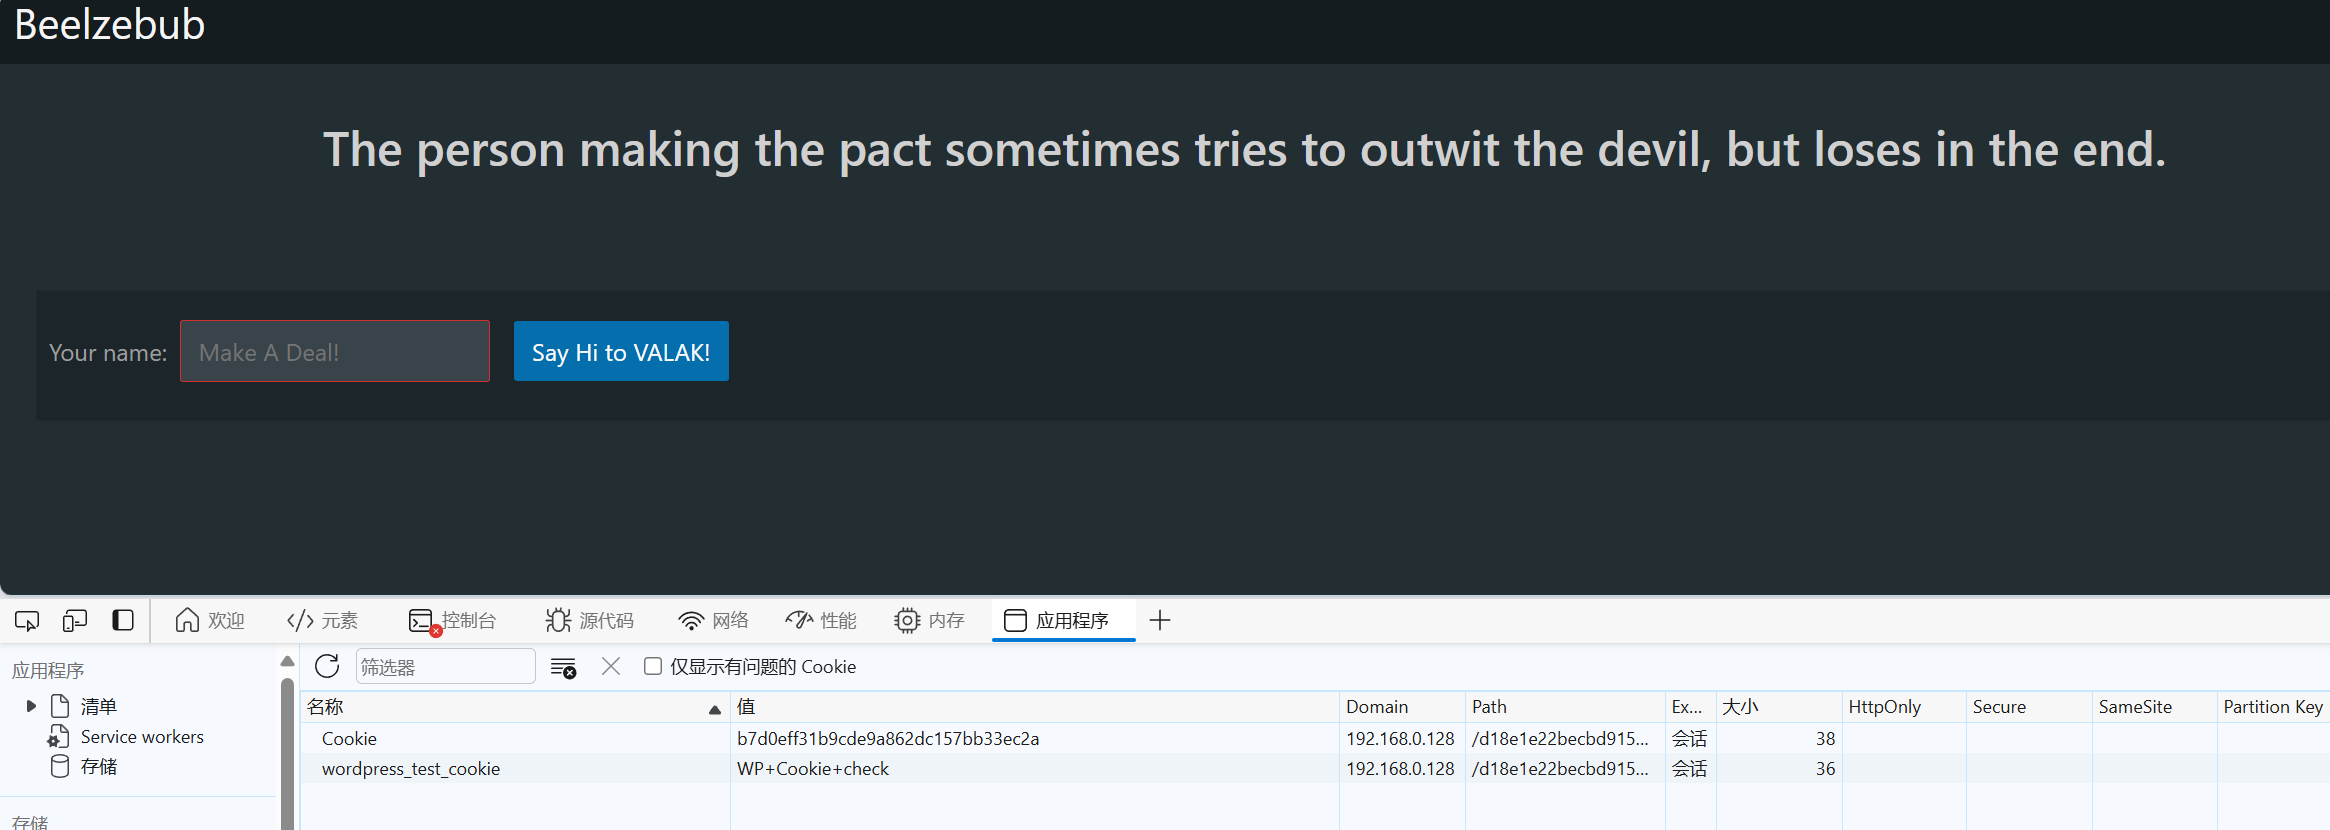 Beelzebub
The person making the pact sometimes tries to outwit the devil, but loses in the end.
Your name: Make A Deal! Say Hi to VALAK!
欢迎 元素 控制台 源代码 网络 性能 内存 应用程序
应用程序
清单
Service workers
存储
存储
筛选器 仅显示有问题的 Cookie
名称 值 Domain Path Ex... 大小 HttpOnly Secure SameSite Partition Key
Cookie b7d0eff31b9cde9a862dc157bb33ec2a 192.168.0.128 /d18e1e22becbd915... 会话 38
wordpress_test_cookie WP+Cookie+check 192.168.0.128 /d18e1e22becbd915... 会话 36